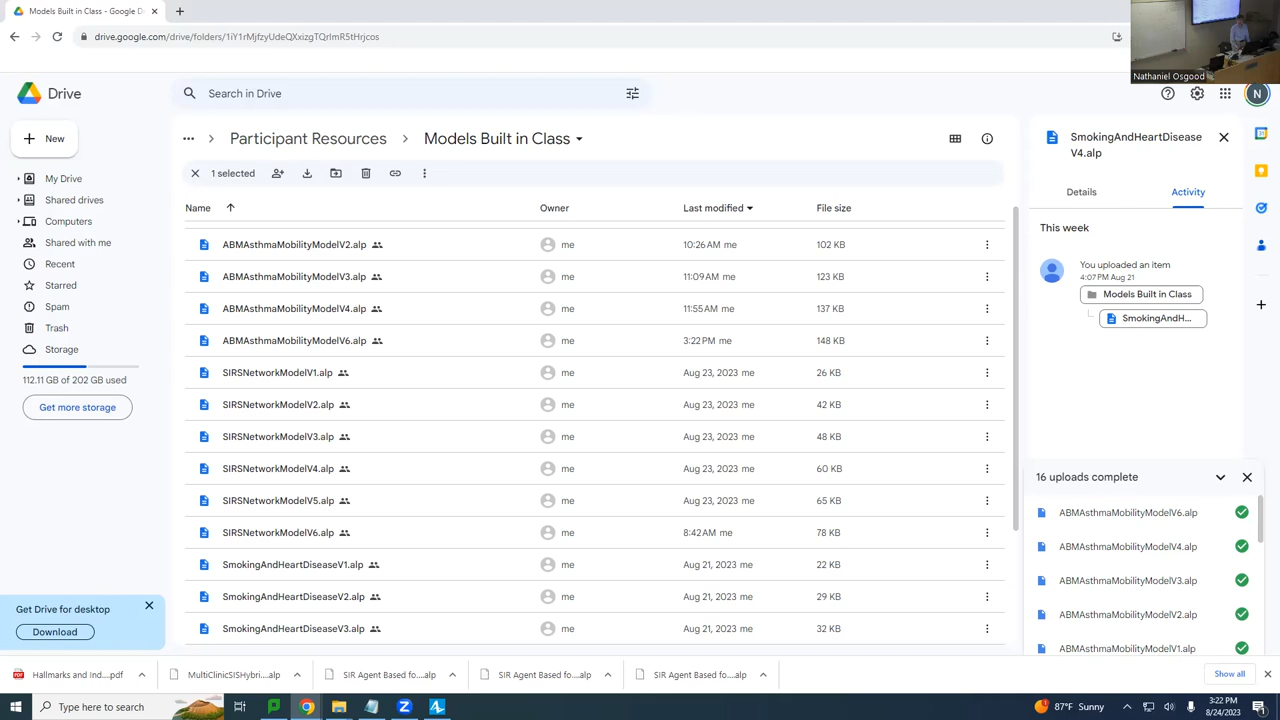 Models Built in Class - Google D
drive.google.com/drive/folders/1iY1rMjfzyUdeQXxizgTQrImR5tHrjcos
Nathaniel Osgood
Drive
Search in Drive
N
New
My Drive
Shared drives
Computers
Shared with me
Recent
Starred
Spam
Trash
Storage
112.11 GB of 202 GB used
Get more storage
Get Drive for desktop
Download
Participant Resources
Models Built in Class
1 selected
Name Owner Last modified File size
ABMAsthmaMobilityModelV2.alp me 10:26 AM me 102 KB
ABMAsthmaMobilityModelV3.alp me 11:09 AM me 123 KB
ABMAsthmaMobilityModelV4.alp me 11:55 AM me 137 KB
ABMAsthmaMobilityModelV6.alp me 3:22 PM me 148 KB
SIRSNetworkModelV1.alp me Aug 23, 2023 me 26 KB
SIRSNetworkModelV2.alp me Aug 23, 2023 me 42 KB
SIRSNetworkModelV3.alp me Aug 23, 2023 me 48 KB
SIRSNetworkModelV4.alp me Aug 23, 2023 me 60 KB
SIRSNetworkModelV5.alp me Aug 23, 2023 me 65 KB
SIRSNetworkModelV6.alp me 8:42 AM me 78 KB
SmokingAndHeartDiseaseV1.alp me Aug 21, 2023 me 22 KB
SmokingAndHeartDiseaseV2.alp me Aug 21, 2023 me 29 KB
SmokingAndHeartDiseaseV3.alp me Aug 21, 2023 me 32 KB
SmokingAndHeartDisease
V4.alp
Details Activity
This week
You uploaded an item
4:07 PM Aug 21
Models Built in Class
SmokingAndH...
16 uploads complete
ABMAsthmaMobilityModelV6.alp
ABMAsthmaMobilityModelV4.alp
ABMAsthmaMobilityModelV3.alp
ABMAsthmaMobilityModelV2.alp
ABMAsthmaMobilityModelV1.alp
Hallmarks and Ind....pdf
MultiClinicSISHybri...alp
SIR Agent Based fo....alp
SIR Agent Based fo....alp
SIR Agent Based fo....alp
Show all
Type here to search
87°F Sunny
3:22 PM
8/24/2023